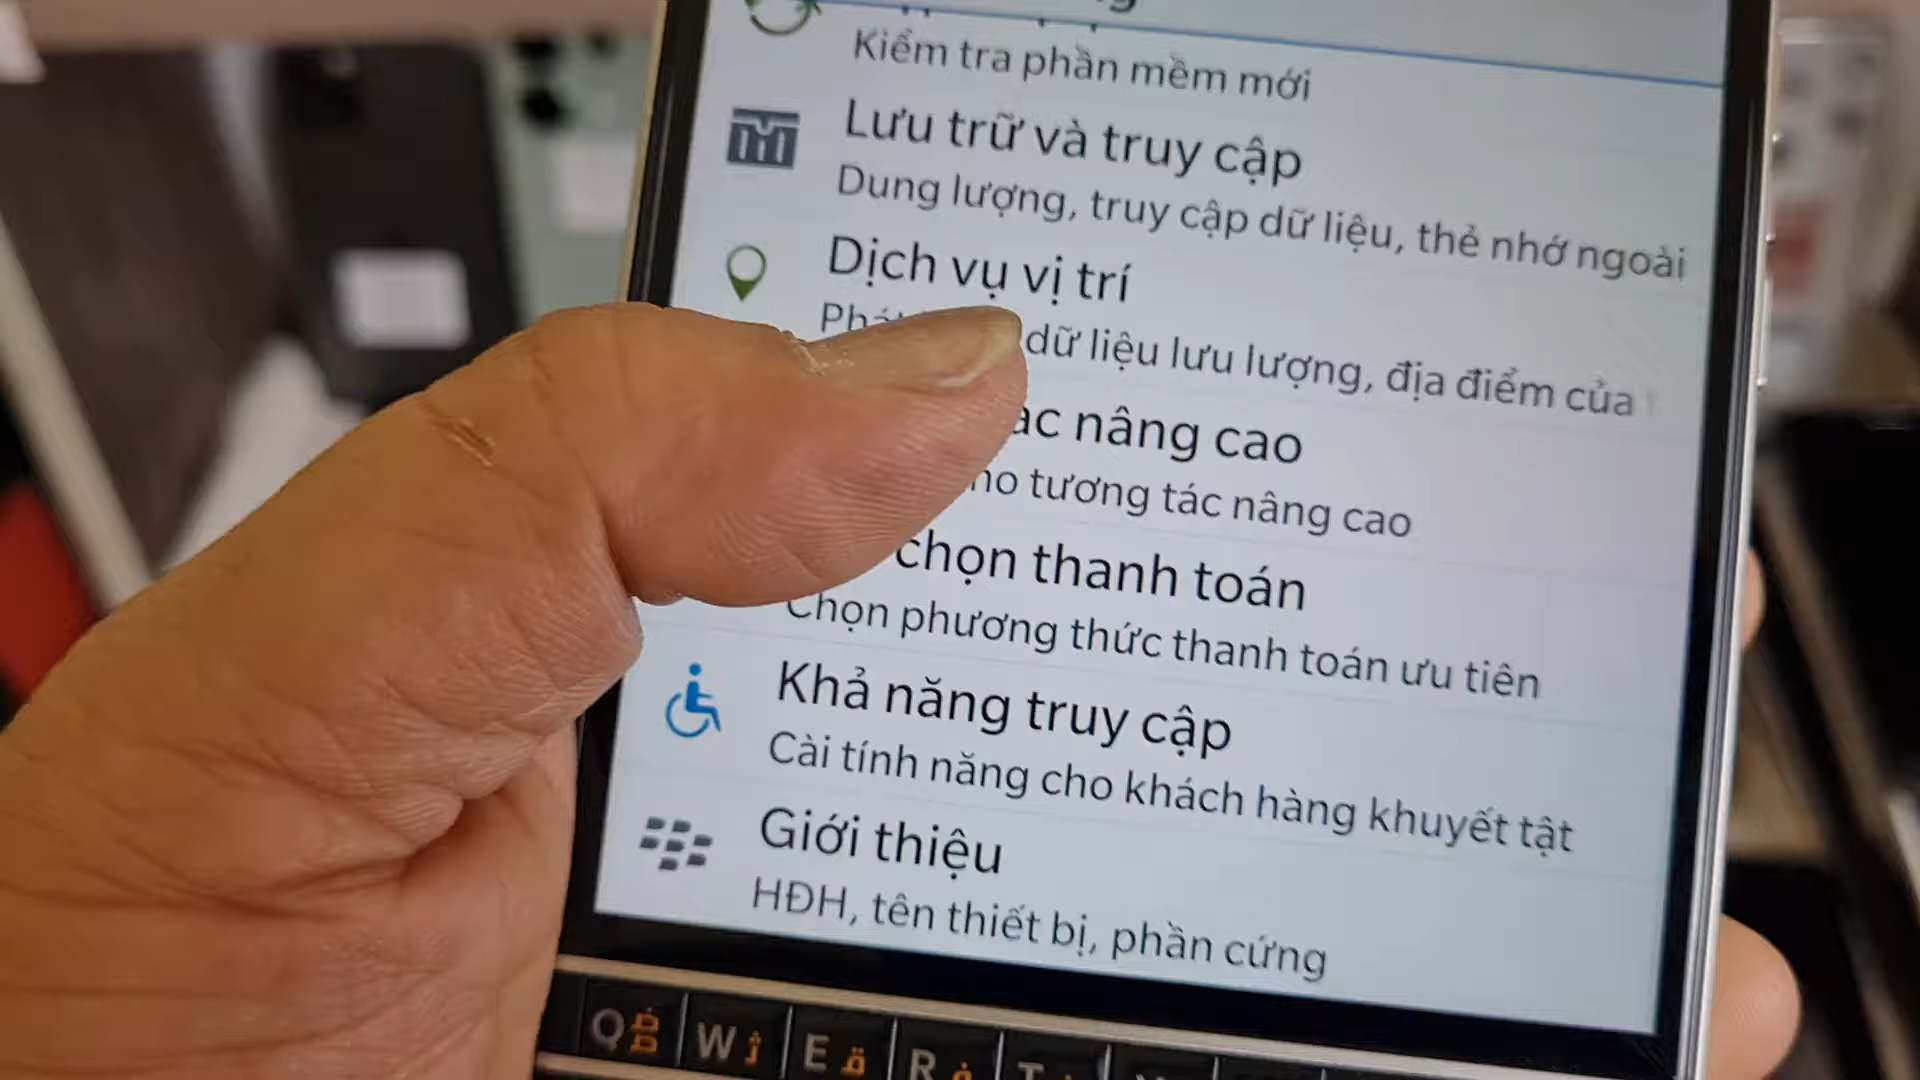 Kiểm tra phần mềm mới
Lưu trữ và truy cập
Dung lượng, truy cập dữ liệu, thẻ nhớ ngoài
Dịch vụ vị trí
dữ liệu lưu lượng, địa điểm của
nâng cao
tương tác nâng cao
chọn thanh toán
Chọn phương thức thanh toán ưu tiên
Khả năng truy cập
Cài tính năng cho khách hàng khuyết tật
Giới thiệu
HĐH, tên thiết bị, phần cứng
Q W E R